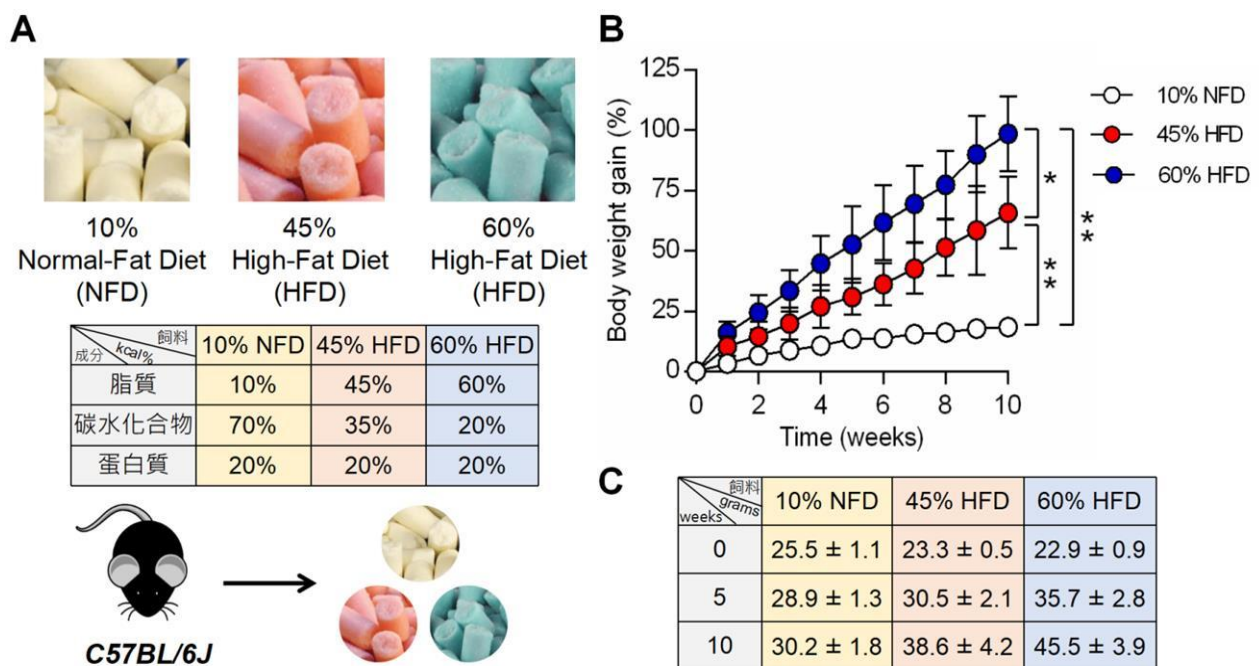 A
10%
Normal-Fat Diet
(NFD)
45%
High-Fat Diet
(HFD)
60%
High-Fat Diet
(HFD)
成分 kcal% 飼料 10% NFD 45% HFD 60% HFD
脂質 10% 45% 60%
碳水化合物 70% 35% 20%
蛋白質 20% 20% 20%
C57BL/6J
B
Body weight gain (%)
125
100
75
50
25
0
0 2 4 6 8 10
Time (weeks)
10% NFD
45% HFD
60% HFD
*
**
**
C
weeks grams 飼料 10% NFD 45% HFD 60% HFD
0 25.5 ± 1.1 23.3 ± 0.5 22.9 ± 0.9
5 28.9 ± 1.3 30.5 ± 2.1 35.7 ± 2.8
10 30.2 ± 1.8 38.6 ± 4.2 45.5 ± 3.9